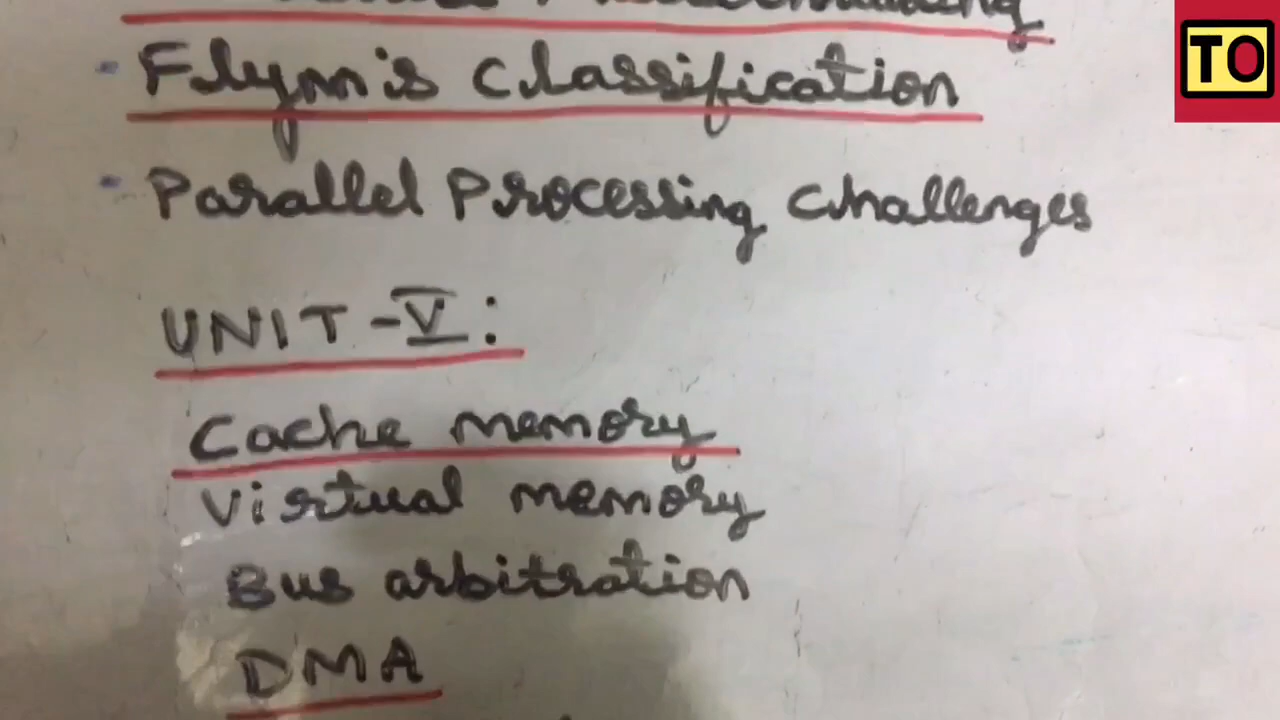 TO
• Flynn's Classification
• Parallel Processing Challenges
UNIT-V:
Cache memory
Virtual memory
Bus arbitration
DMA